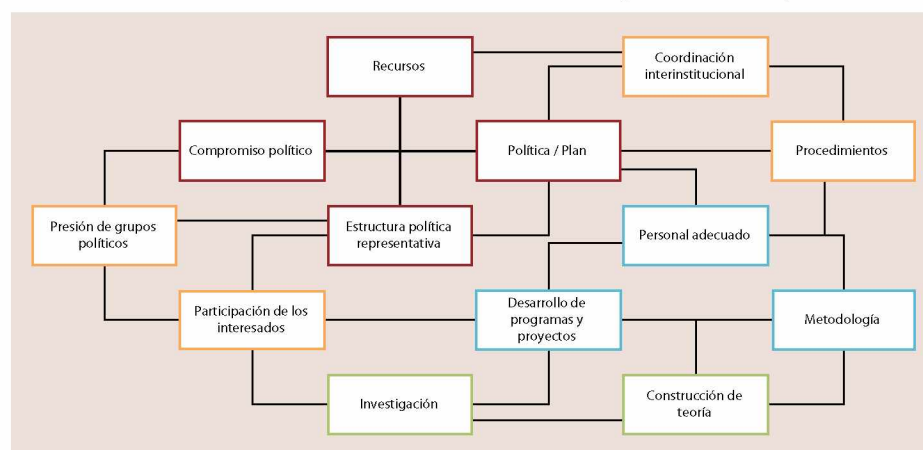 Recursos
Coordinación
interinstitucional
Compromiso político
Política / Plan
Procedimientos
Presión de grupos
políticos
Estructura política
representativa
Personal adecuado
Participación de los
interesados
Desarrollo de
programas y
proyectos
Metodología
Investigación
Construcción de
teoría